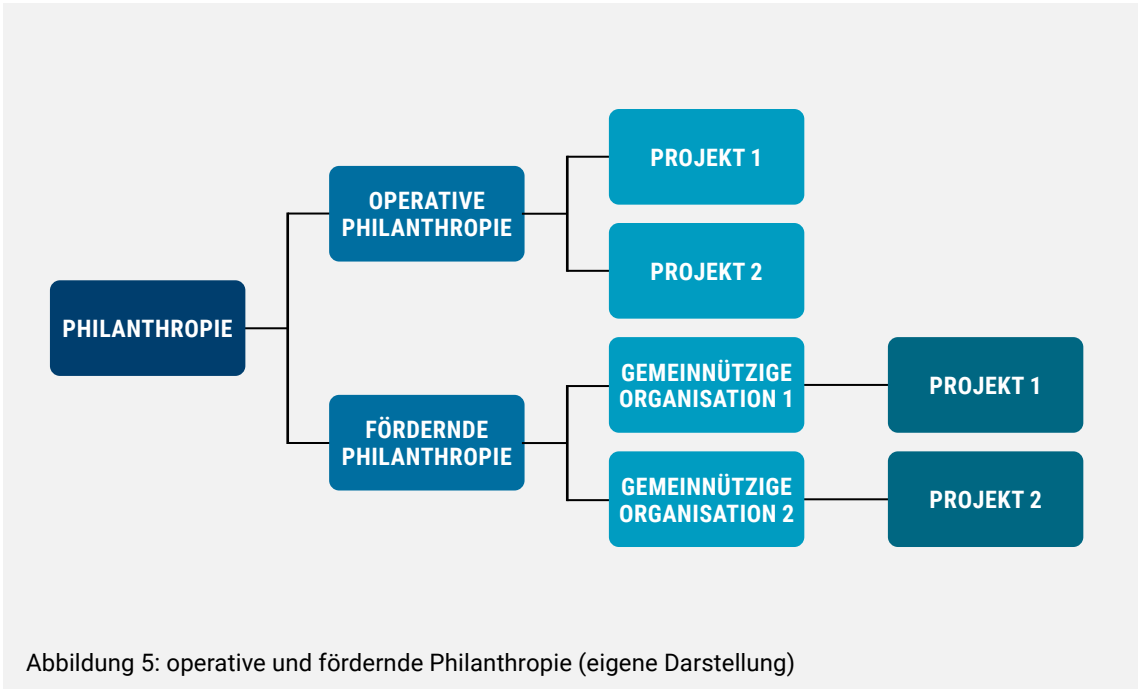 PROJEKT 1
OPERATIVE
PHILANTHROPIE
PROJEKT 2
PHILANTHROPIE
GEMEINNÜTZIGE
ORGANISATION 1
PROJEKT 1
FÖRDERNDE
PHILANTHROPIE
GEMEINNÜTZIGE
ORGANISATION 2
PROJEKT 2
Abbildung 5: operative und fördernde Philanthropie (eigene Darstellung)